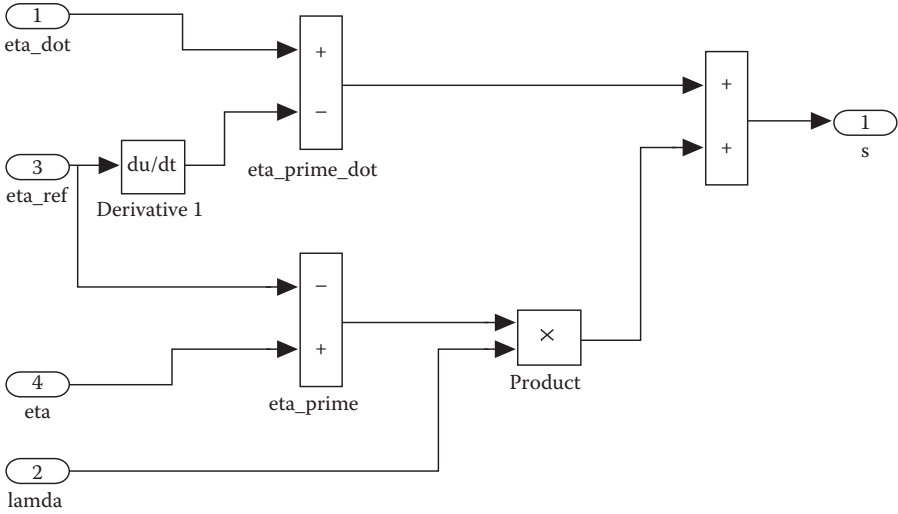 1
eta_dot
+
−
eta_prime_dot
3
eta_ref
du/dt
Derivative 1
−
+
eta_prime
4
eta
2
lamda
×
Product
+
+
1
s